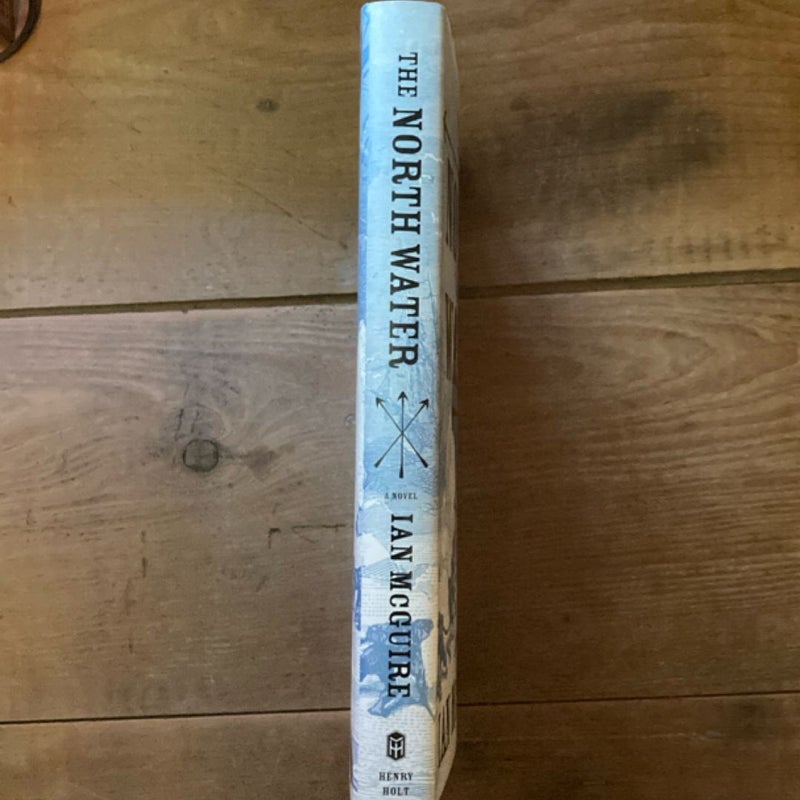 THE NORTH WATER
A NOVEL
IAN MCGUIRE
HENRY
HOLT